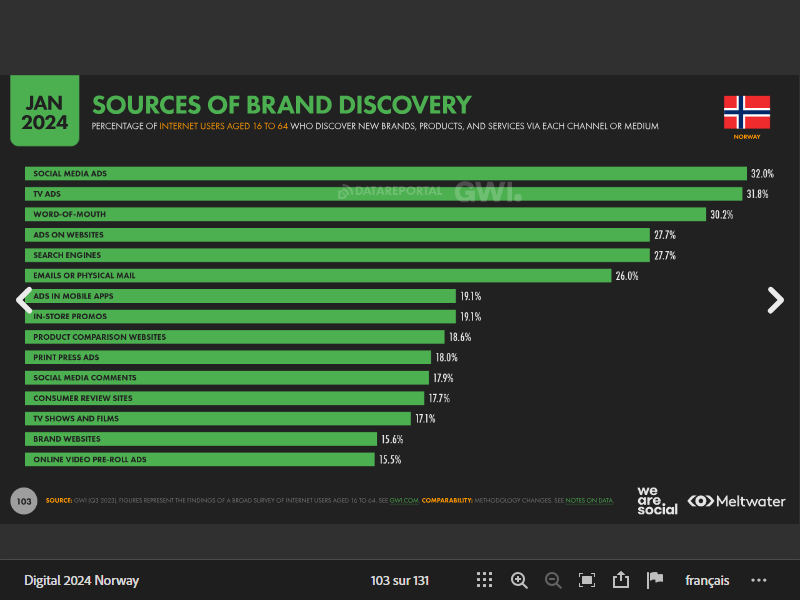 JAN
2024
SOURCES OF BRAND DISCOVERY
PERCENTAGE OF INTERNET USERS AGED 16 TO 64 WHO DISCOVER NEW BRANDS, PRODUCTS, AND SERVICES VIA EACH CHANNEL OR MEDIUM
NORWAY
SOCIAL MEDIA ADS 32.0%
TV ADS 31.8%
DATAREPORTAL GWI.
WORD-OF-MOUTH 30.2%
ADS ON WEBSITES 27.7%
SEARCH ENGINES 27.7%
EMAILS OR PHYSICAL MAIL 26.0%
ADS IN MOBILE APPS 19.1%
IN-STORE PROMOS 19.1%
PRODUCT COMPARISON WEBSITES 18.6%
PRINT PRESS ADS 18.0%
SOCIAL MEDIA COMMENTS 17.9%
CONSUMER REVIEW SITES 17.7%
TV SHOWS AND FILMS 17.1%
BRAND WEBSITES 15.6%
ONLINE VIDEO PRE-ROLL ADS 15.5%
103 SOURCE: GWI (Q3 2023). FIGURES REPRESENT THE FINDINGS OF A BROAD SURVEY OF INTERNET USERS AGED 16 TO 64. SEE GWI.COM. COMPARABILITY: METHODOLOGY CHANGES. SEE NOTES ON DATA.
we
are.
social
Meltwater
Digital 2024 Norway 103 sur 131 français